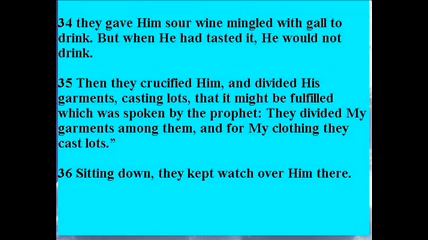 34 they gave Him sour wine mingled with gall to
drink. But when He had tasted it, He would not
drink.
35 Then they crucified Him, and divided His
garments, casting lots, that it might be fulfilled
which was spoken by the prophet: They divided My
garments among them, and for My clothing they
cast lots.”
36 Sitting down, they kept watch over Him there.